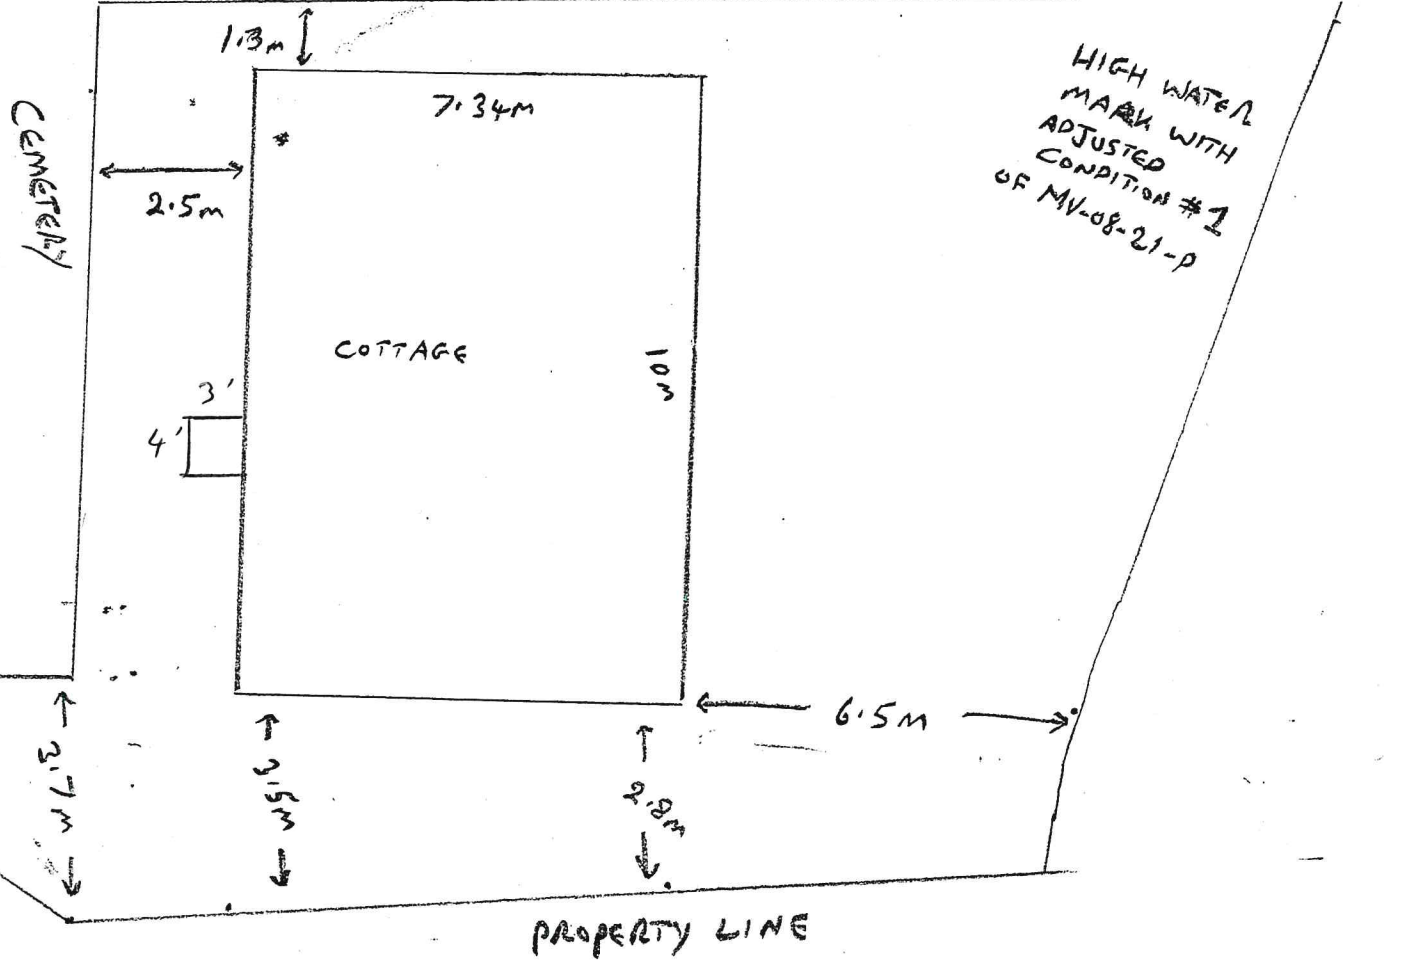 1.3m
7.34M
HIGH WATER
MARK WITH
ADJUSTED
CONDITION #1
OF MV-08-21-P
CEMETERY
2.5m
COTTAGE
10m
3'
4'
6.5M
3.7m
3.5m
2.8m
PROPERTY LINE